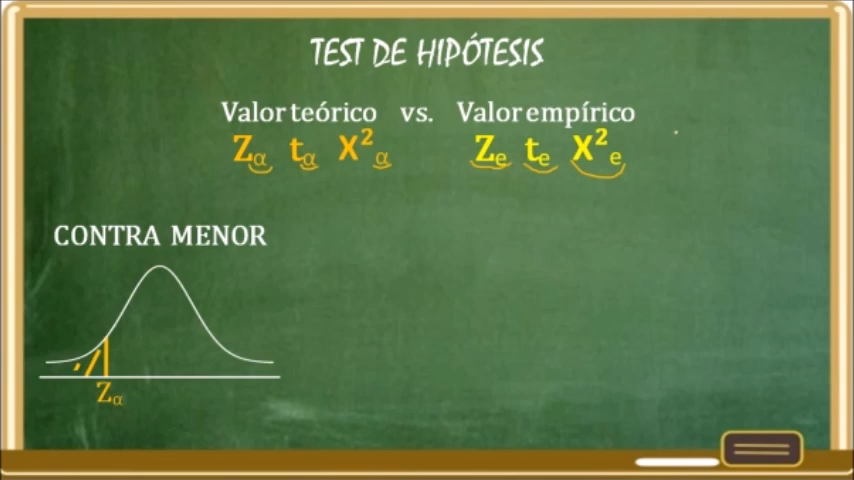 TEST DE HIPÓTESIS
Valor teórico vs. Valor empírico
Zα tα X²α Ze te X²e
CONTRA MENOR
Zα